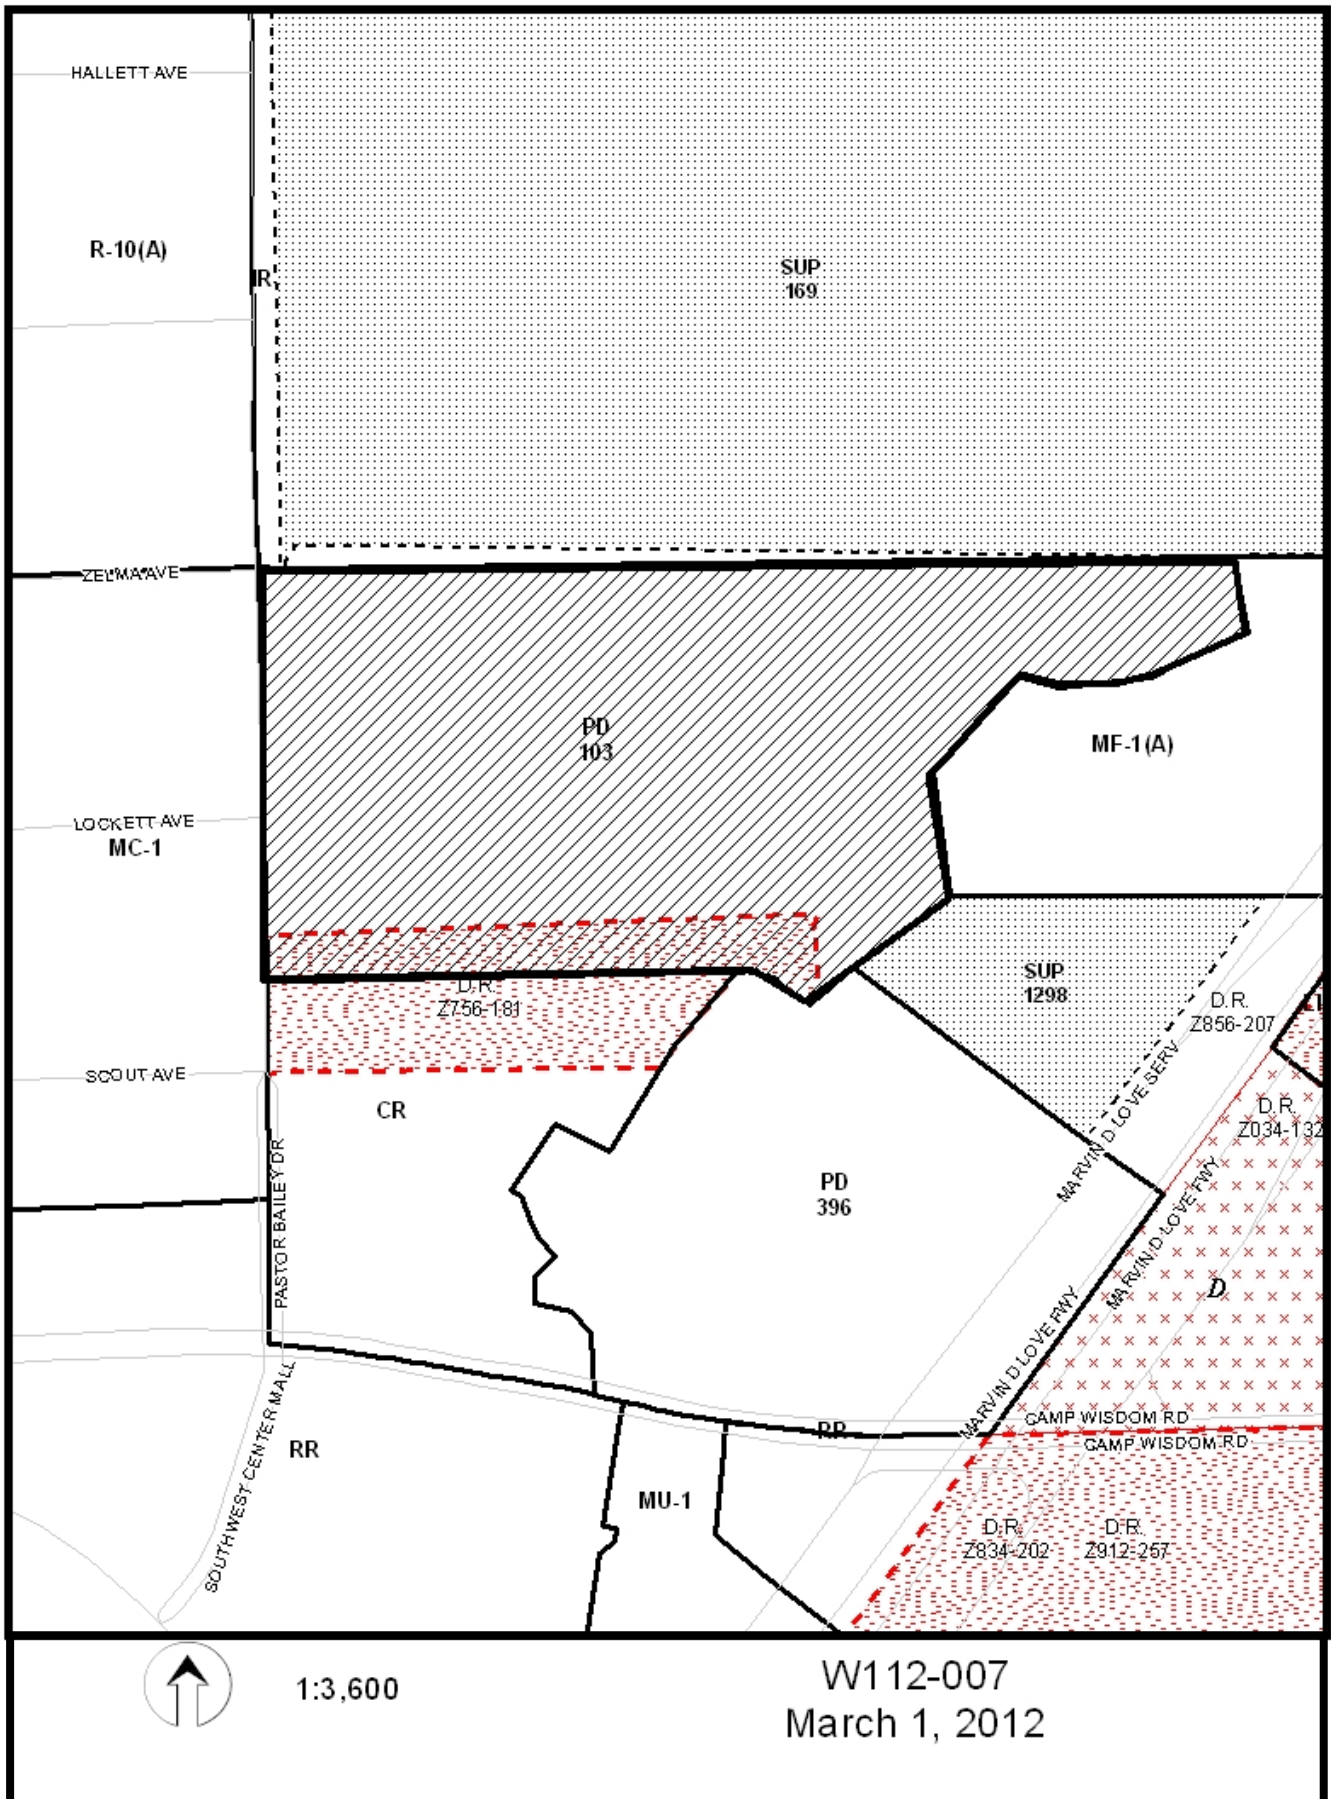 HALLETT AVE
R-10(A)
IR
SUP
169
ZELMA AVE
PD
103
MF-1(A)
LOCKETT AVE
MC-1
SUP
1298
D.R.
Z756-181
D.R.
Z856-207
SCOUT AVE
CR
D.R.
Z034-132
MARVIN D LOVE SERV
PASTOR BAILEY DR
PD
396
MARVIN D LOVE FWY
D
MARVIN D LOVE FWY
SOUTHWEST CENTER MALL
RR
RR
CAMP WISDOM RD
CAMP WISDOM RD
MU-1
D.R.
Z834-202
D.R.
Z912-257
1:3,600
W112-007
March 1, 2012